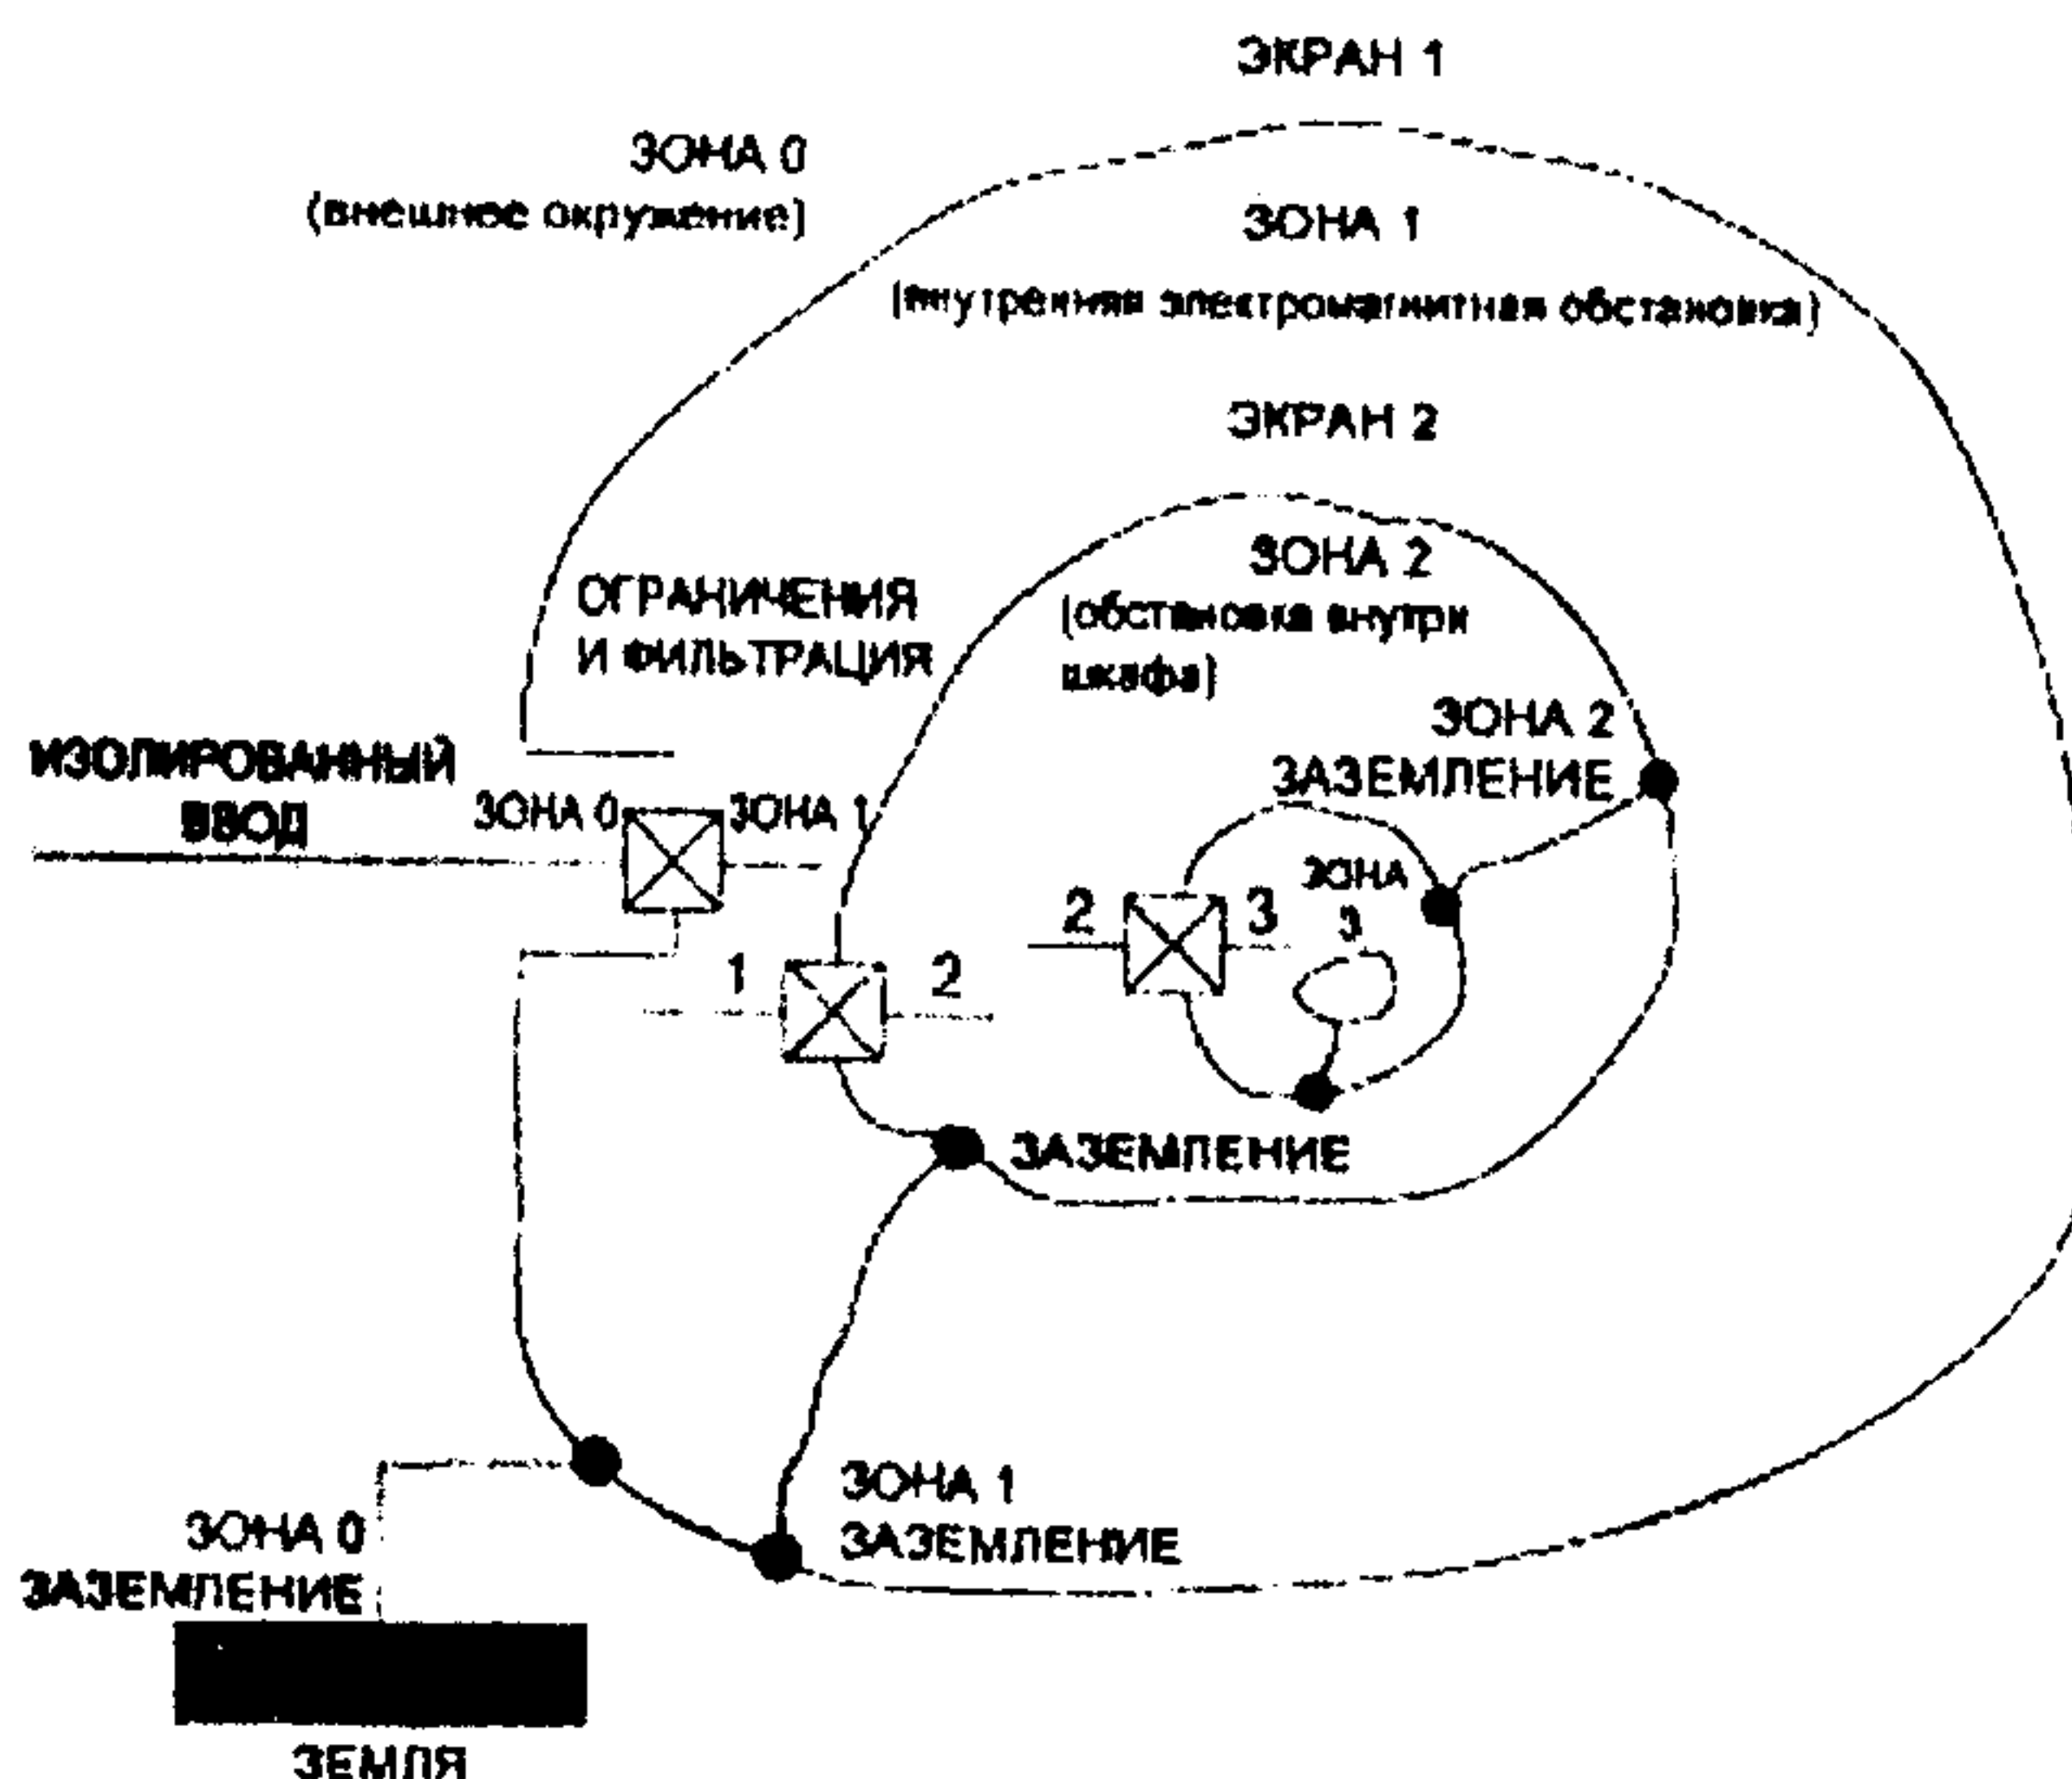 ЭКРАН 1
ЗОНА 0
(внешнее окружение)
ЗОНА 1
(внутренняя электромагнитная обстановка)
ЭКРАН 2
ЗОНА 2
(обстановка внутри
шкафа)
ОГРАНИЧЕНИЯ
И ФИЛЬТРАЦИЯ
ЗОНА 2
ЗАЗЕМЛЕНИЕ
ИЗОЛИРОВАННЫЙ
ВВОД
ЗОНА 0
ЗОНА 1
ЗОНА
3
2
3
1
2
ЗАЗЕМЛЕНИЕ
ЗОНА 1
ЗАЗЕМЛЕНИЕ
ЗОНА 0
ЗАЗЕМЛЕНИЕ
ЗЕМЛЯ